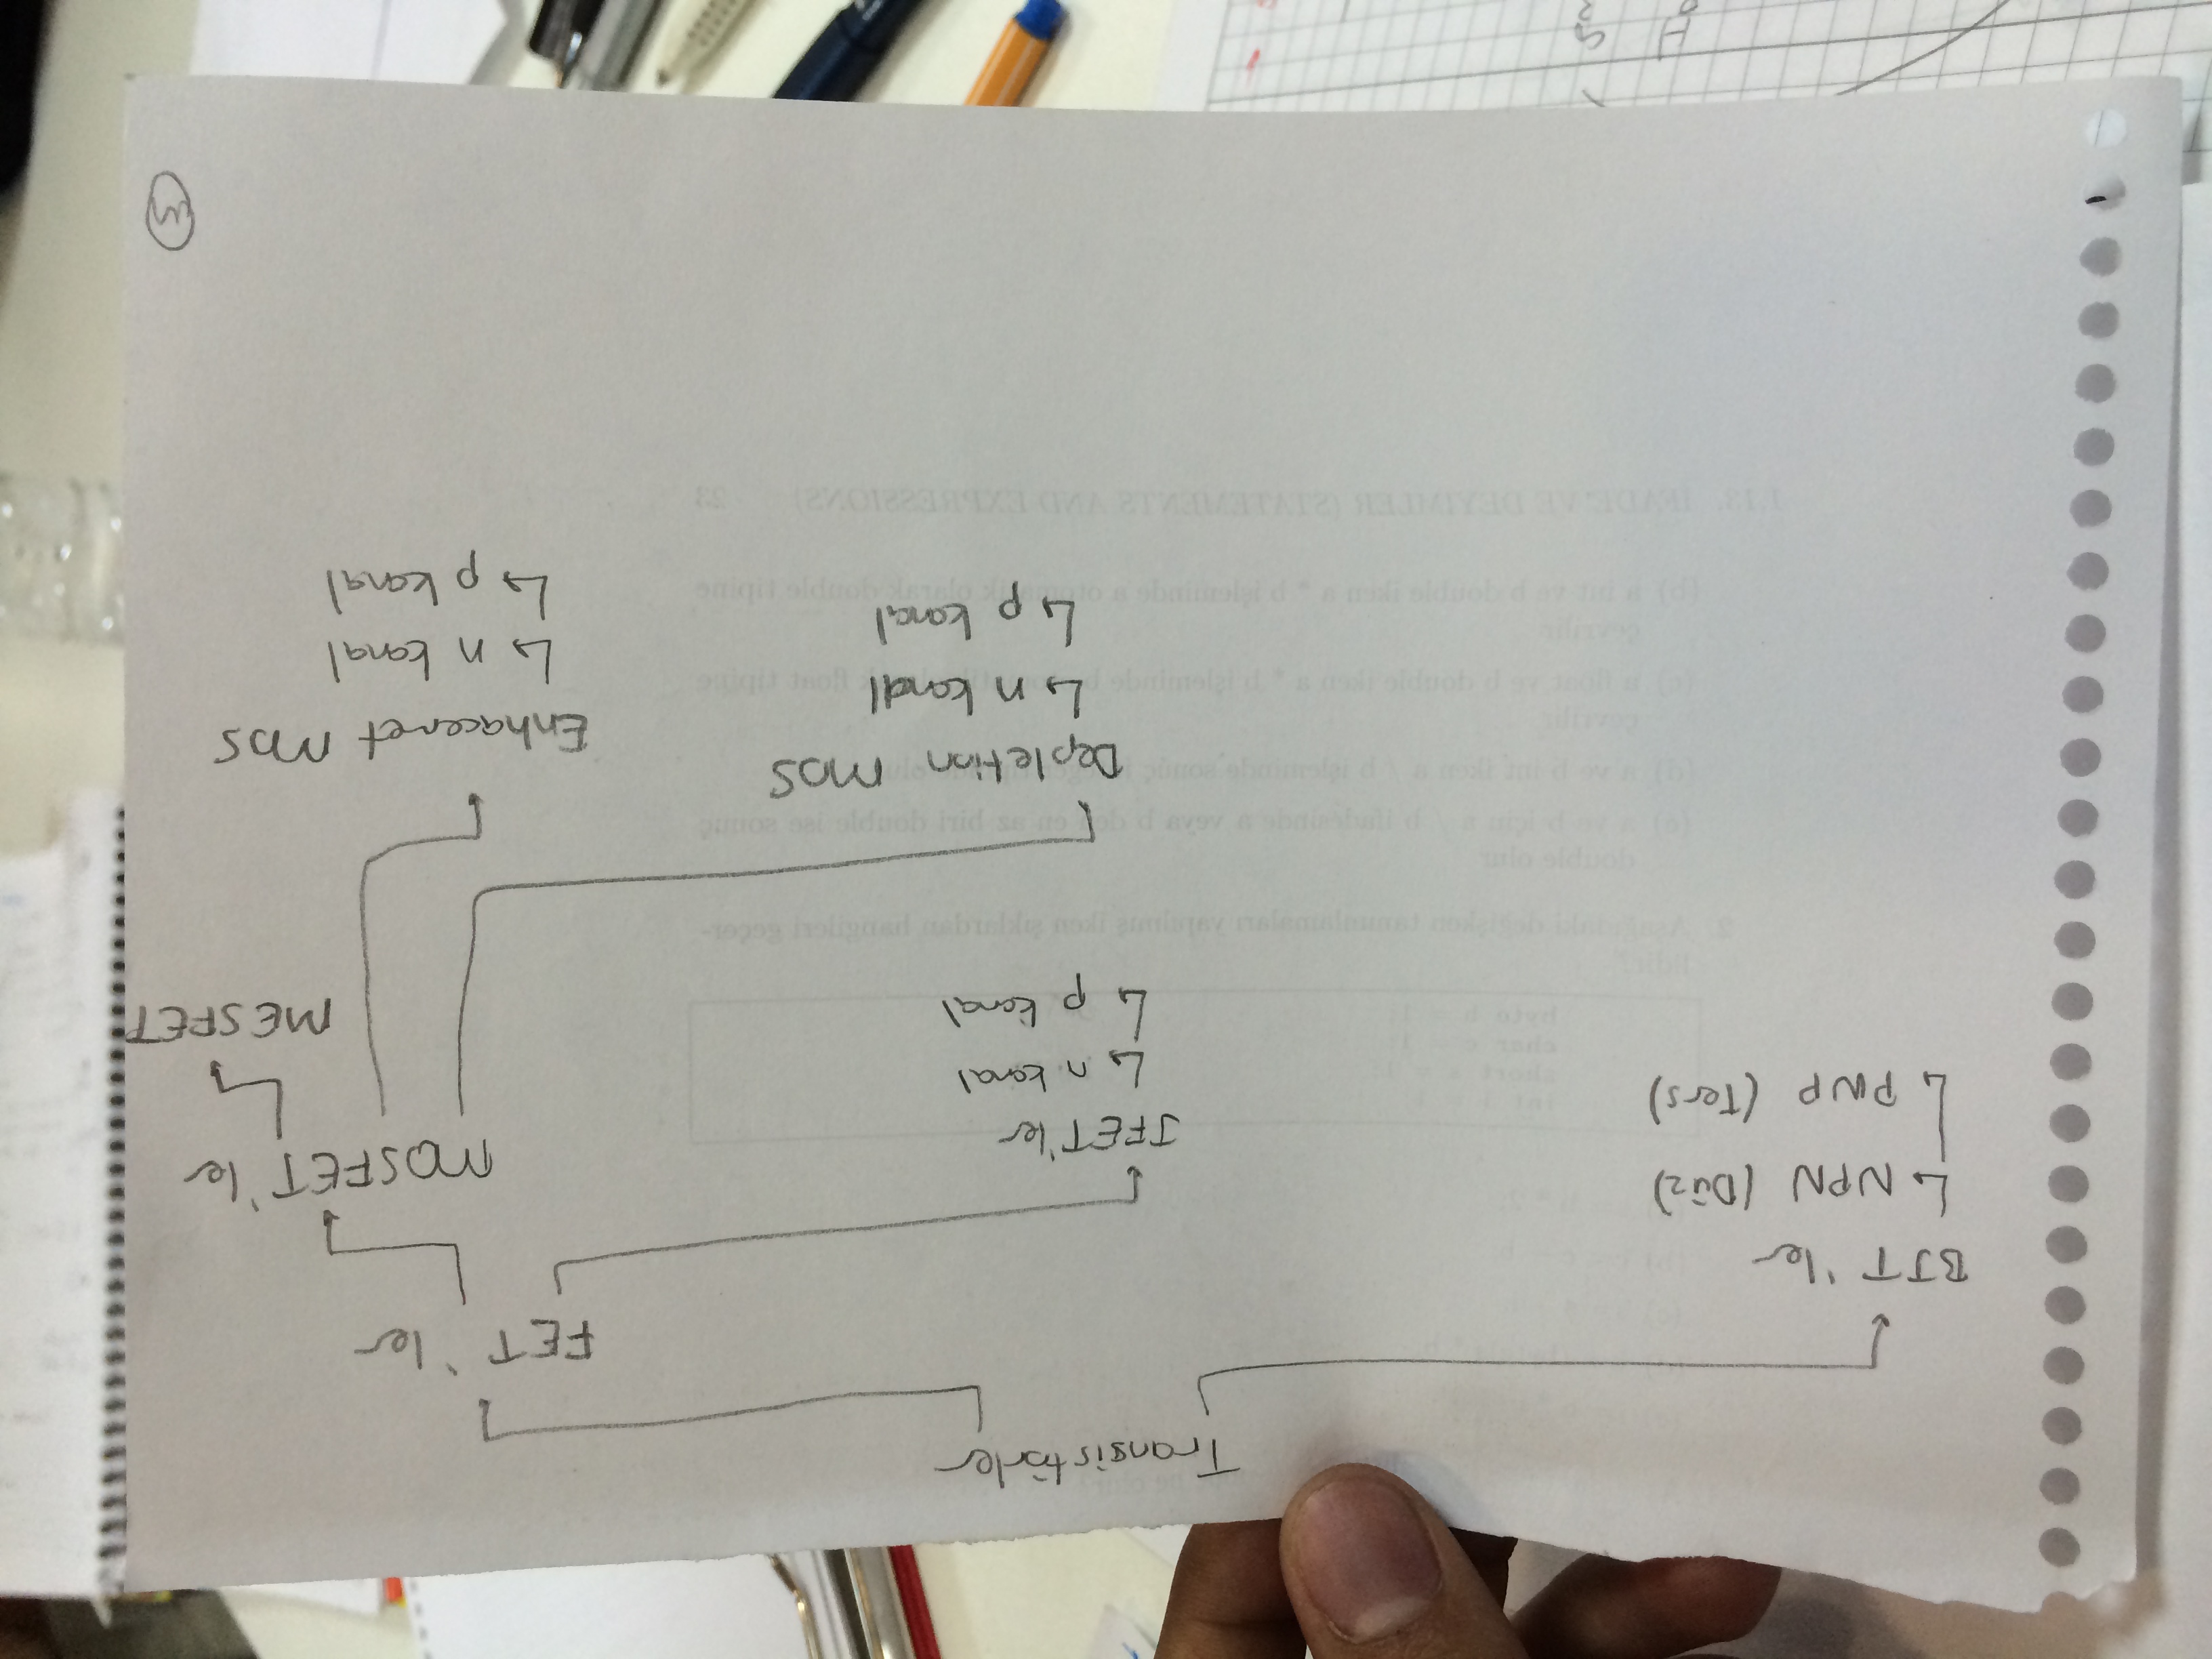 Transistörler
FET'ler
MOSFET'ler
MESFET
BJT'ler
↳ NPN (Düz)
↳ PNP (Ters)
JFET'ler
↳ n kanal
↳ p kanal
Depletion MOS
↳ n kanal
↳ p kanal
Enhacemet MOS
↳ n kanal
↳ p kanal
3